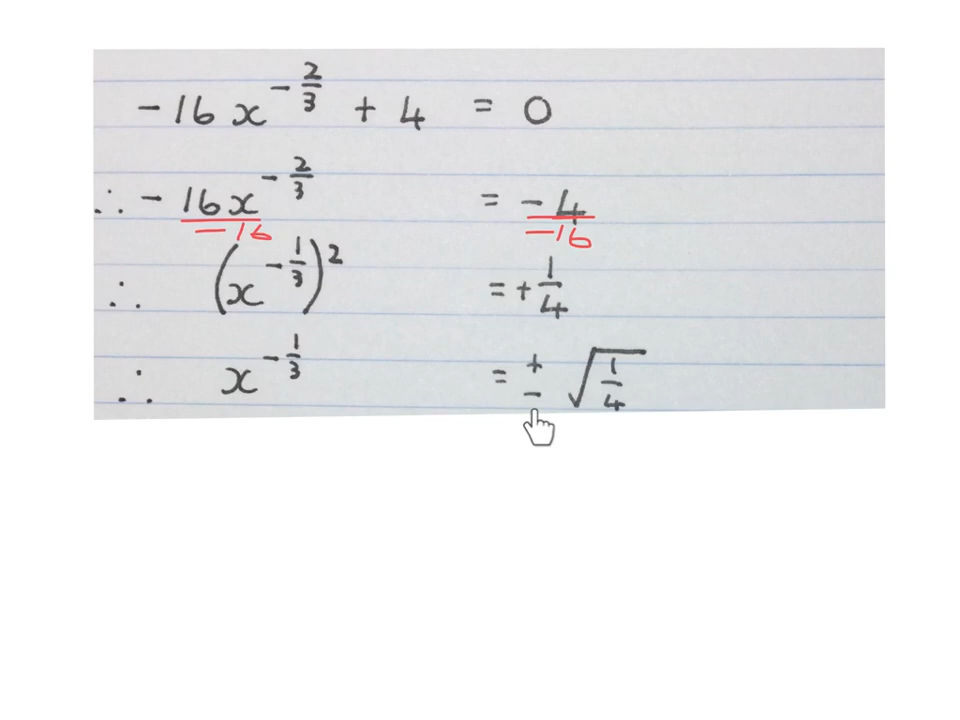 -16x^{-2/3} + 4 = 0
∴ -16x^{-2/3} = -4
-16 -16
∴ (x^{-1/3})^2 = +1/4
∴ x^{-1/3} = ±√(1/4)